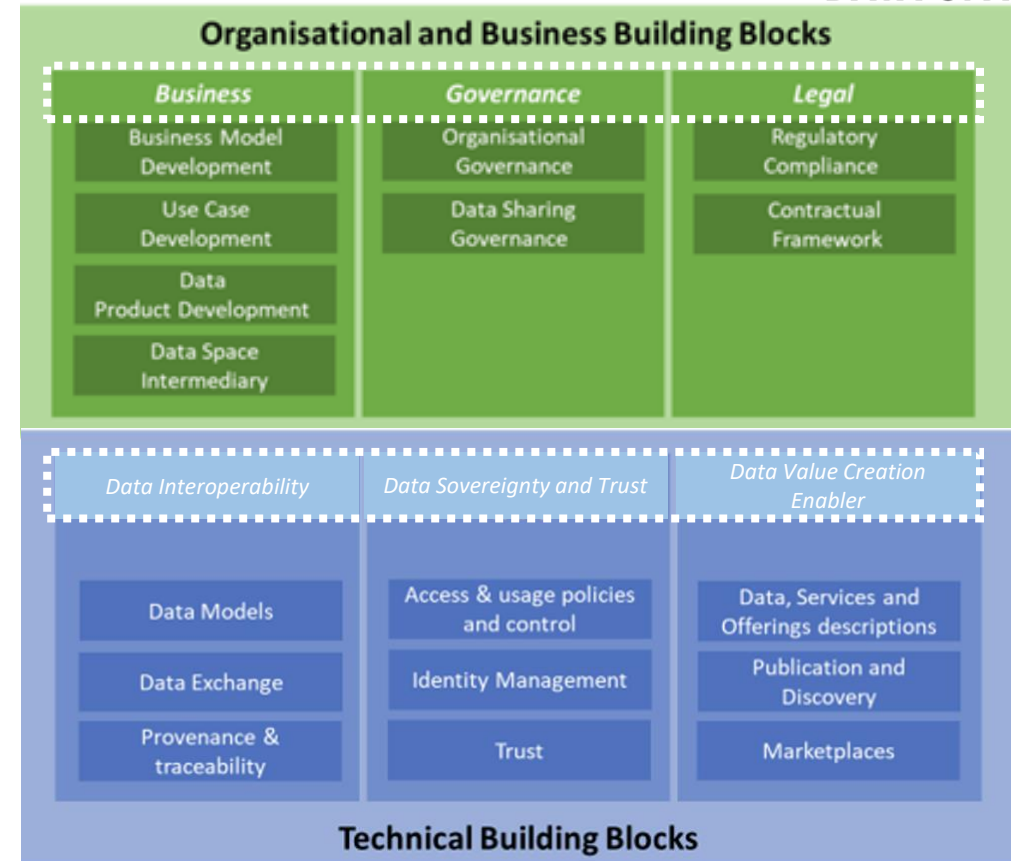 Organisational and Business Building Blocks
Business
Business Model
Development
Use Case
Development
Data
Product Development
Data Space
Intermediary
Governance
Organisational
Governance
Data Sharing
Governance
Legal
Regulatory
Compliance
Contractual
Framework
Data Interoperability
Data Models
Data Exchange
Provenance &
traceability
Data Sovereignty and Trust
Access & usage policies
and control
Identity Management
Trust
Data Value Creation
Enabler
Data, Services and
Offerings descriptions
Publication and
Discovery
Marketplaces
Technical Building Blocks